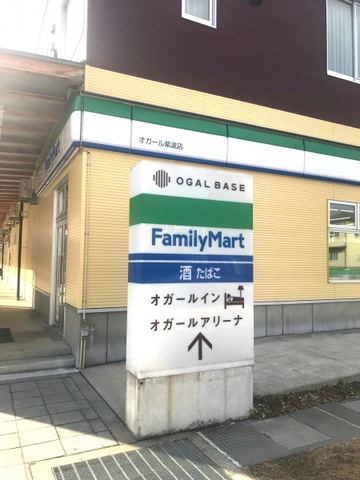 オガール紫波店
OGAL BASE
FamilyMart
酒 たばこ
オガールイン
オガールアリーナ